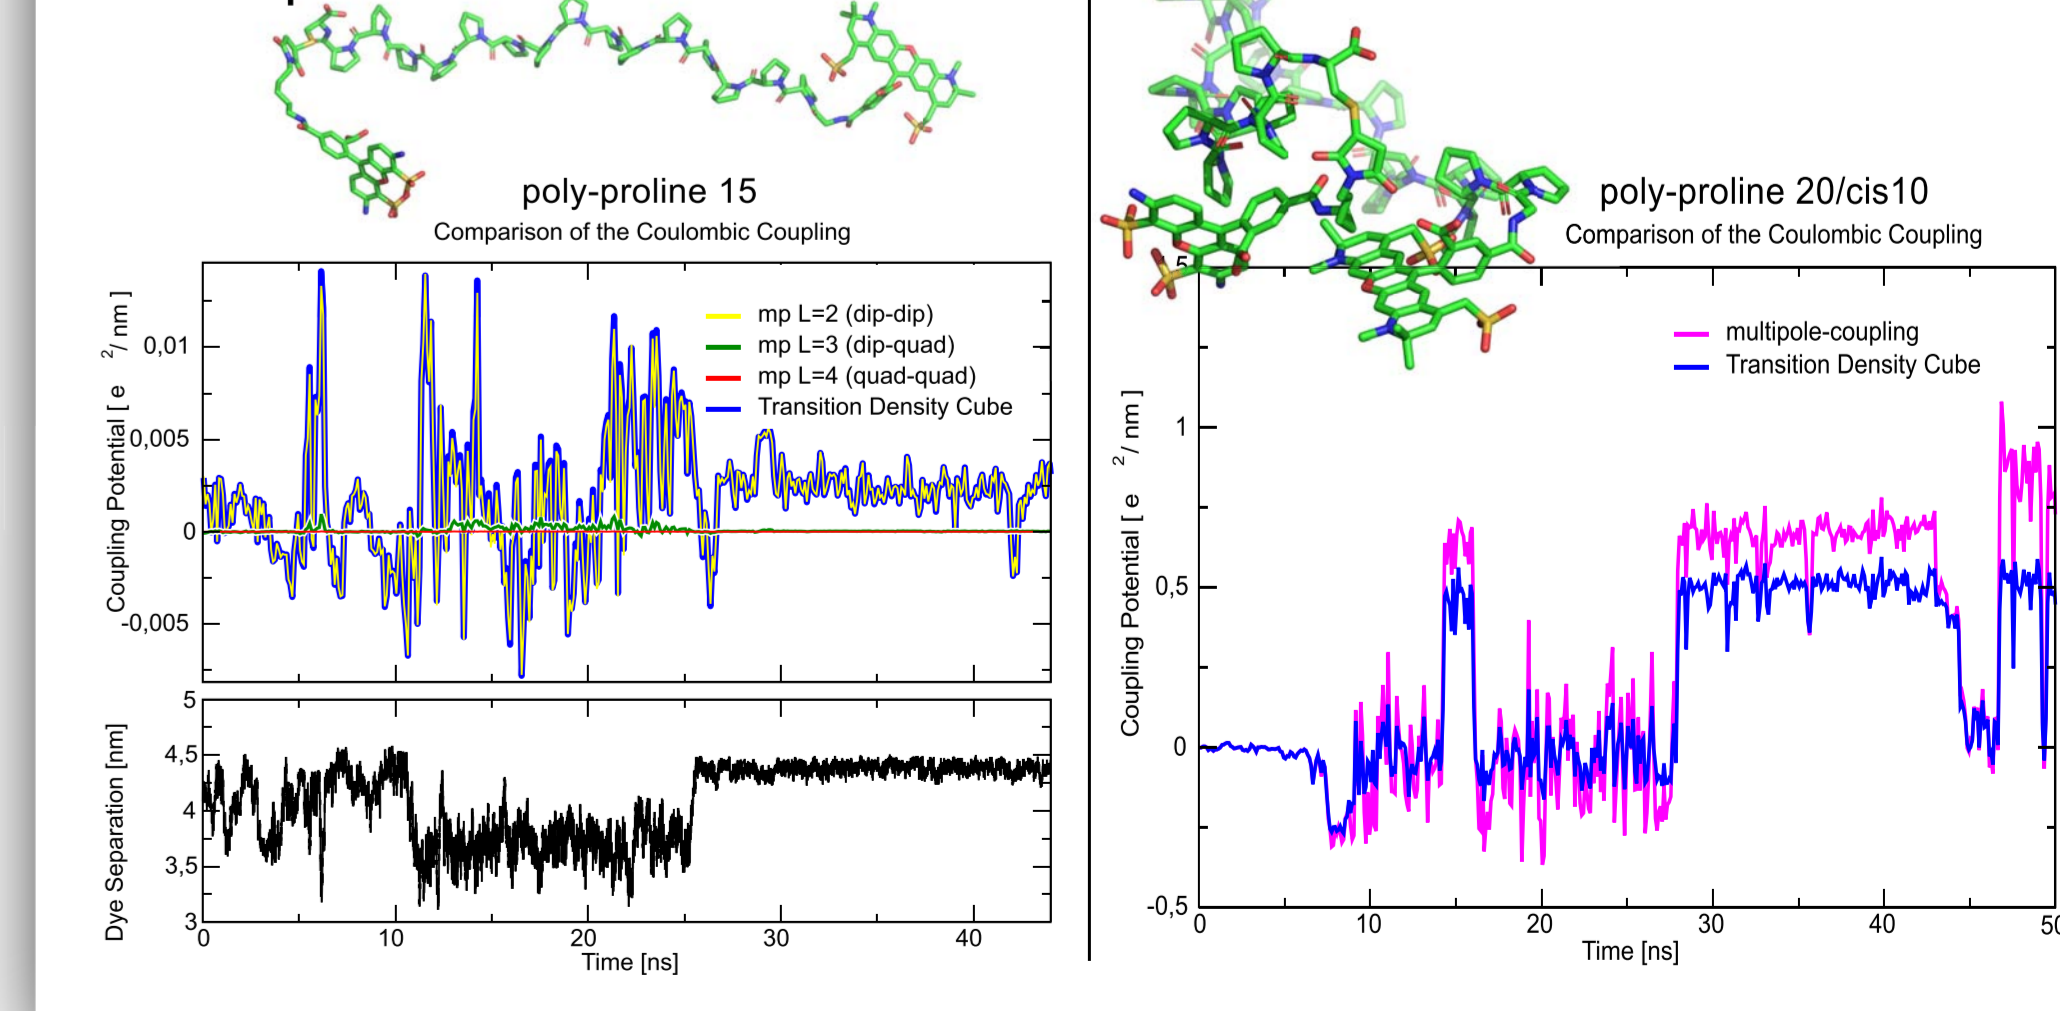 poly-proline 15
Comparison of the Coulombic Coupling
Coupling Potential [ e 2/ nm ]
0,01
0,005
0
-0,005
mp L=2 (dip-dip)
mp L=3 (dip-quad)
mp L=4 (quad-quad)
Transition Density Cube
Dye Separation [nm]
5
4,5
4
3,5
3
0 10 20 30 40
Time [ns]
poly-proline 20/cis10
Comparison of the Coulombic Coupling
Coupling Potential [ e 2/ nm ]
1
0,5
0
-0,5
multipole-coupling
Transition Density Cube
0 10 20 30 40 50
Time [ns]